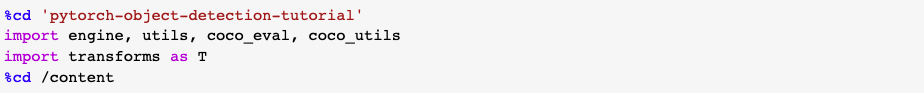 %cd 'pytorch-object-detection-tutorial'
import engine, utils, coco_eval, coco_utils
import transforms as T
%cd /content